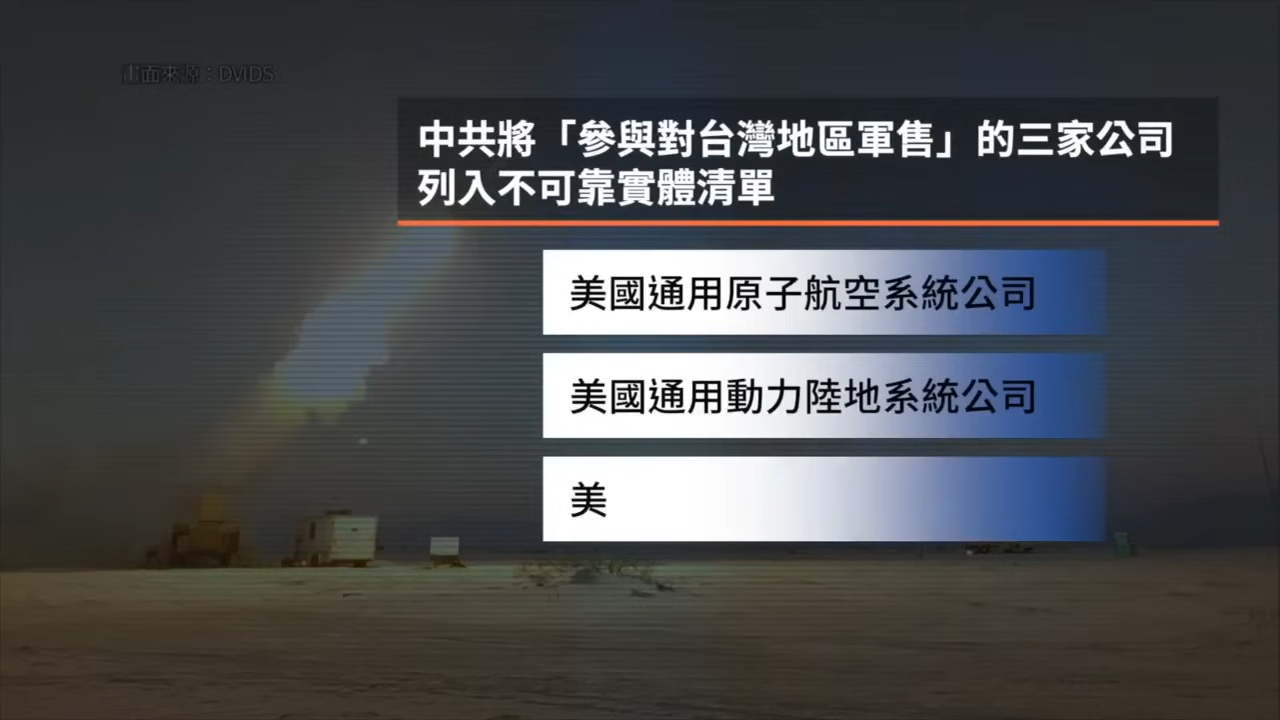 畫面來源：DVIDS
中共將「參與對台灣地區軍售」的三家公司
列入不可靠實體清單
美國通用原子航空系統公司
美國通用動力陸地系統公司
美